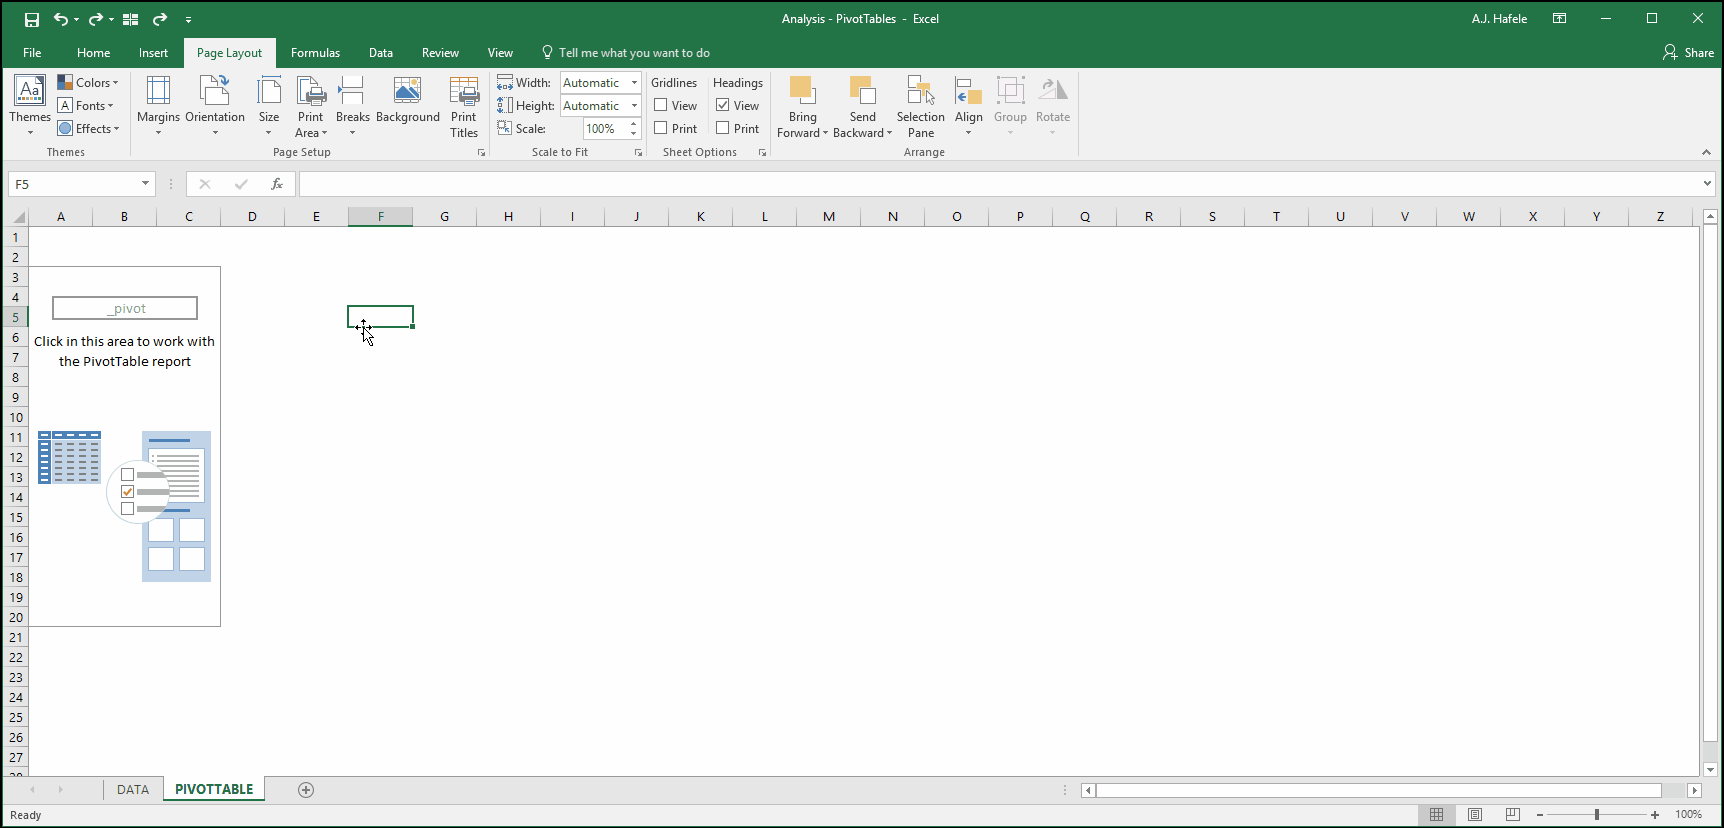 Analysis - PivotTables - Excel
A.J. Hafele
File Home Insert Page Layout Formulas Data Review View Tell me what you want to do
Share
Themes
Colors
Fonts
Effects
Themes
Margins Orientation Size Print Area Breaks Background Print Titles
Page Setup
Width: Automatic
Height: Automatic
Scale: 100%
Scale to Fit
Gridlines Headings
View View
Print Print
Sheet Options
Bring Forward Send Backward Selection Pane Align Group Rotate
Arrange
F5
fx
A B C D E F G H I J K L M N O P Q R S T U V W X Y Z
1
2
3
4
_pivot
5
6
Click in this area to work with
7
the PivotTable report
8
9
10
11
12
13
14
15
16
17
18
19
20
21
22
23
24
25
26
27
28
DATA PIVOTTABLE
Ready
100%